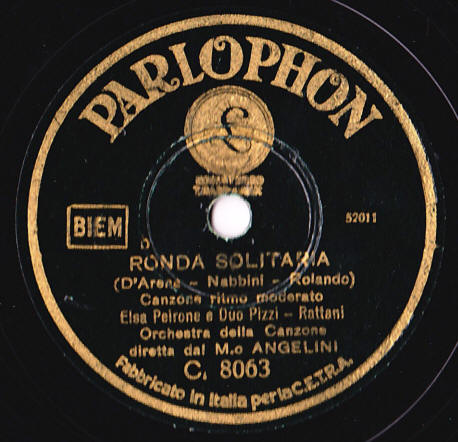 PARLOPHON
BIEM
52011
RONDA SOLITARIA
(D'Arena - Nabbini - Rolando)
Canzone ritmo moderato
Elsa Peirone e Duo Pizzi - Rattani
Orchestra della Canzone
diretta dal M.o ANGELINI
C. 8063
Fabbricato in Italia per la C.E.T.R.A.